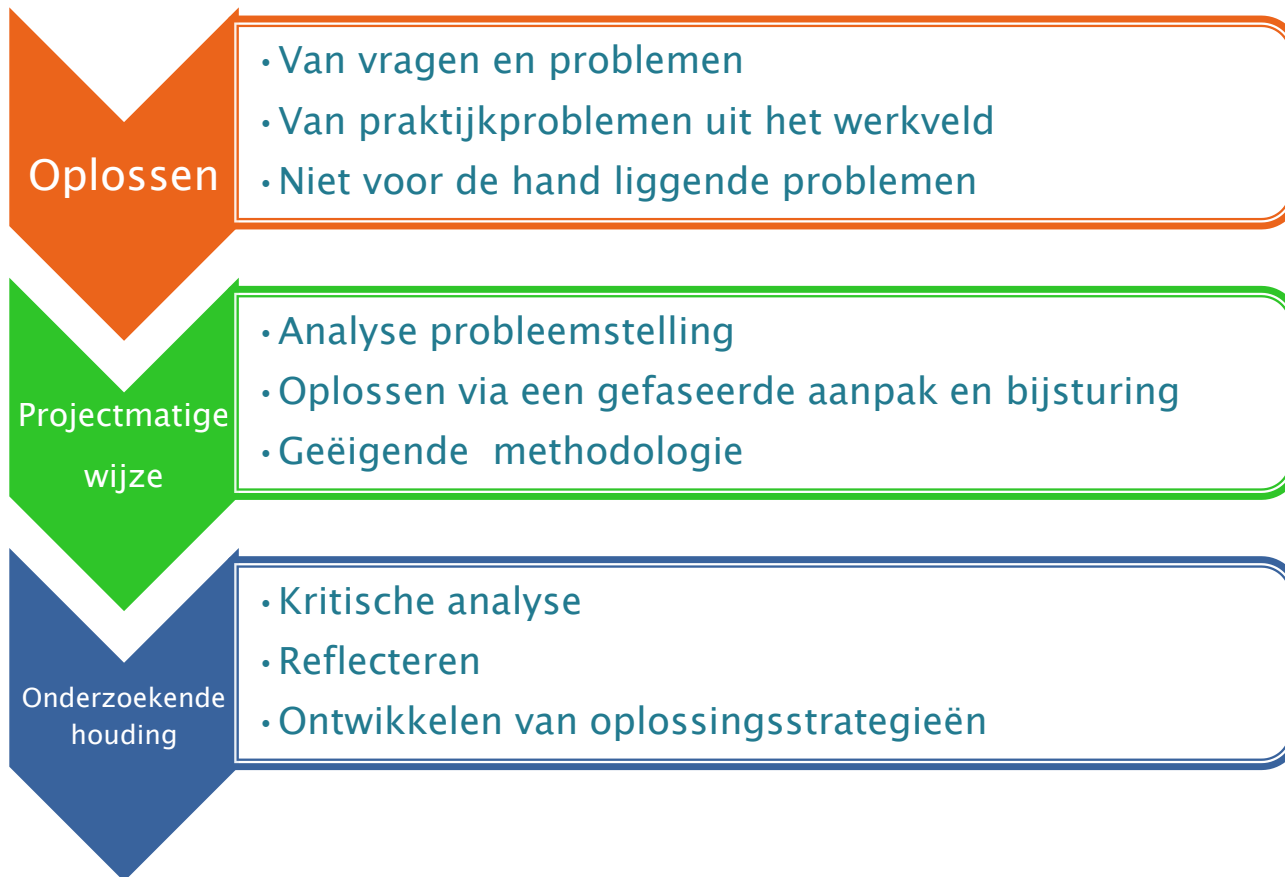 Oplossen
• Van vragen en problemen
• Van praktijkproblemen uit het werkveld
• Niet voor de hand liggende problemen
Projectmatige
wijze
• Analyse probleemstelling
• Oplossen via een gefaseerde aanpak en bijsturing
• Geëigende  methodologie
Onderzoekende
houding
• Kritische analyse
• Reflecteren
• Ontwikkelen van oplossingsstrategieën